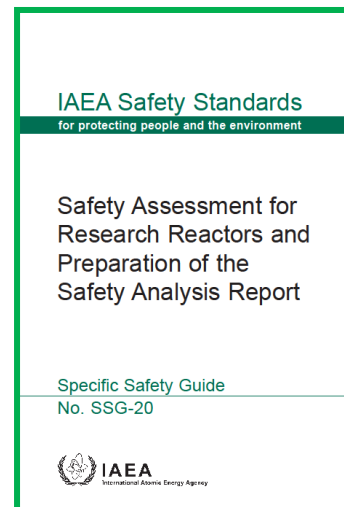 IAEA Safety Standards
for protecting people and the environment
Safety Assessment for
Research Reactors and
Preparation of the
Safety Analysis Report
Specific Safety Guide
No. SSG-20
IAEA
International Atomic Energy Agency